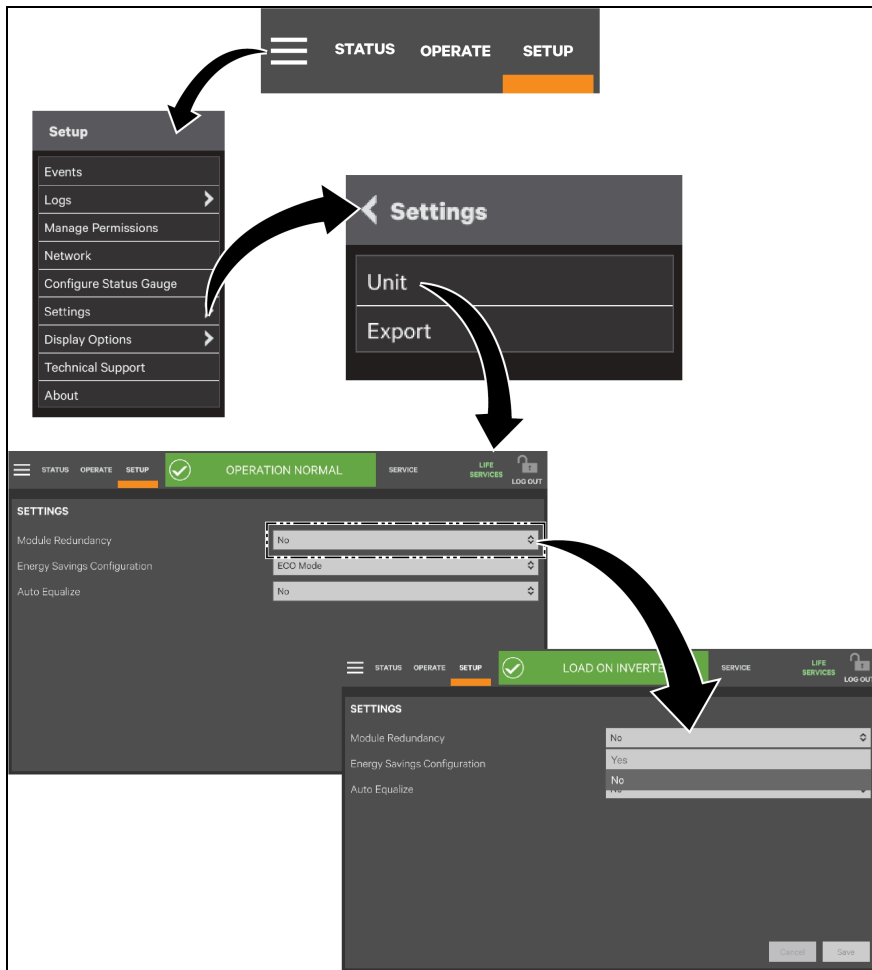 STATUS OPERATE SETUP
Setup
Events
Logs
Manage Permissions
Network
Configure Status Gauge
Settings
Display Options
Technical Support
About
Settings
Unit
Export
STATUS OPERATE SETUP OPERATION NORMAL SERVICE LIFE SERVICES LOG OUT
SETTINGS
Module Redundancy No
Energy Savings Configuration ECO Mode
Auto Equalize No
STATUS OPERATE SETUP LOAD ON INVERTE SERVICE LIFE SERVICES LOG OUT
SETTINGS
Module Redundancy No
Yes
Energy Savings Configuration
No
Auto Equalize No
Cancel Save